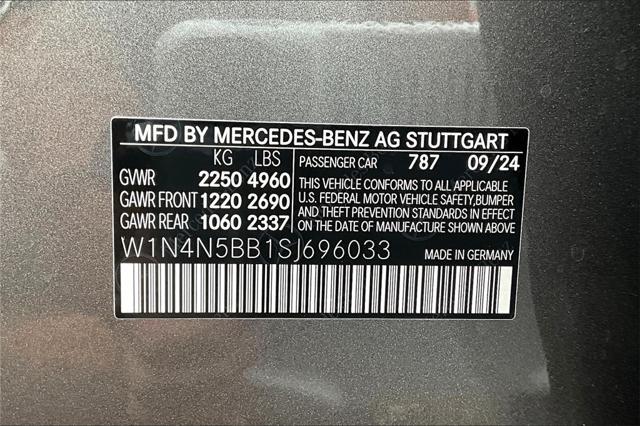 MFD BY MERCEDES-BENZ AG STUTTGART
KG LBS PASSENGER CAR 787 09/24
GVWR 2250 4960
GAWR FRONT 1220 2690
GAWR REAR 1060 2337
THIS VEHICLE CONFORMS TO ALL APPLICABLE
U.S. FEDERAL MOTOR VEHICLE SAFETY,BUMPER,
AND THEFT PREVENTION STANDARDS IN EFFECT
ON THE DATE OF MANUFACTURE SHOWN ABOVE.
W1N4N5BB1SJ696033 MADE IN GERMANY